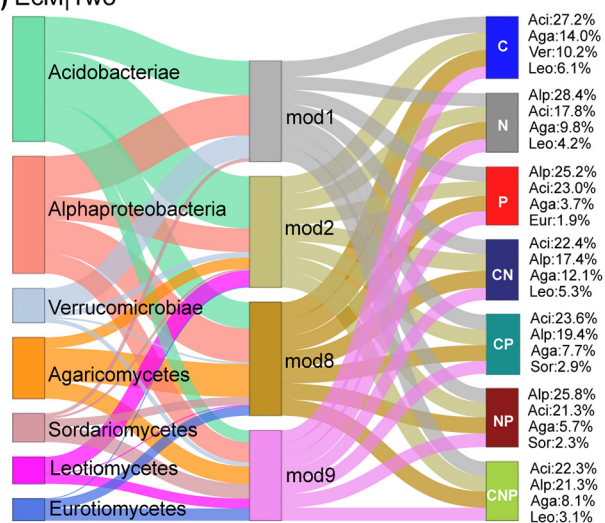 ) EcM|Two
Acidobacteriae
Alphaproteobacteria
Verrucomicrobiae
Agaricomycetes
Sordariomycetes
Leotiomycetes
Eurotiomycetes
mod1
mod2
mod8
mod9
C
Aci:27.2%
Aga:14.0%
Ver:10.2%
Leo:6.1%
N
Alp:28.4%
Aci:17.8%
Aga:9.8%
Leo:4.2%
P
Alp:25.2%
Aci:23.0%
Aga:3.7%
Eur:1.9%
CN
Aci:22.4%
Alp:17.4%
Aga:12.1%
Leo:5.3%
CP
Aci:23.6%
Alp:19.4%
Aga:7.7%
Sor:2.9%
NP
Alp:25.8%
Aci:21.3%
Aga:5.7%
Sor:2.3%
CNP
Aci:22.3%
Alp:21.3%
Aga:8.1%
Leo:3.1%